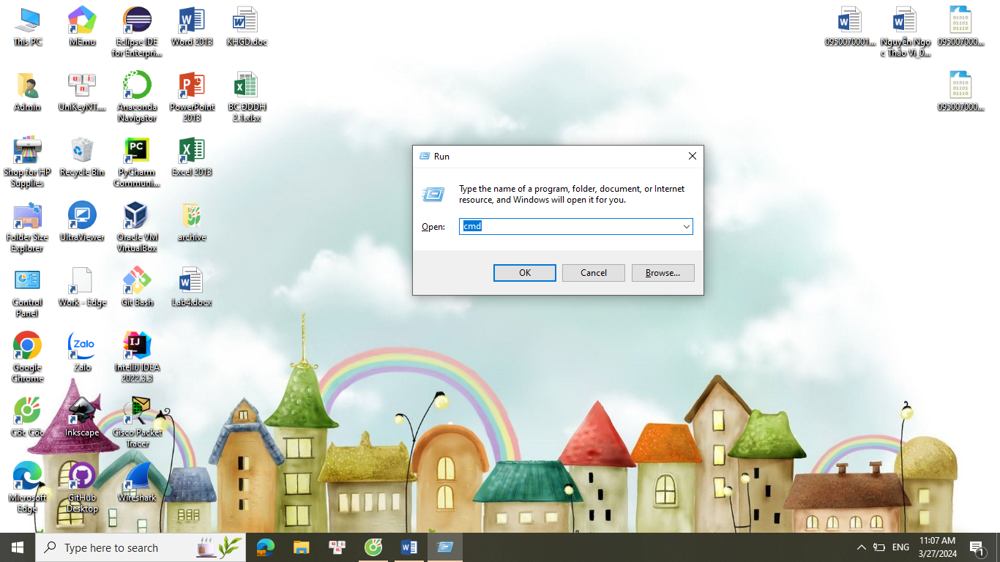 This PC
MEmu
Eclipse IDE
for Enterpri...
Word 2013
KHGD.doc
0950070001...
Nguyễn Ngọ
c Thảo Vi_0...
095007000...
Admin
UniKeyNT....
Anaconda
Navigator
PowerPoint
2013
BC ĐDDH
2.1.xlsx
095007000...
Shop for HP
Supplies
Recycle Bin
PyCharm
Communi...
Excel 2013
Folder Size
Explorer
UltraViewer
Oracle VM
VirtualBox
archive
Control
Panel
Work - Edge
Git Bash
Lab4.docx
Google
Chrome
Zalo
Zalo
IntelliJ IDEA
2022.3.3
Cốc Cốc
Inkscape
Cisco Packet
Tracer
Microsoft
Edge
GitHub
Desktop
Wireshark
Run
Type the name of a program, folder, document, or Internet
resource, and Windows will open it for you.
Open:
cmd
OK
Cancel
Browse...
Type here to search
ENG
11:07 AM
3/27/2024
1